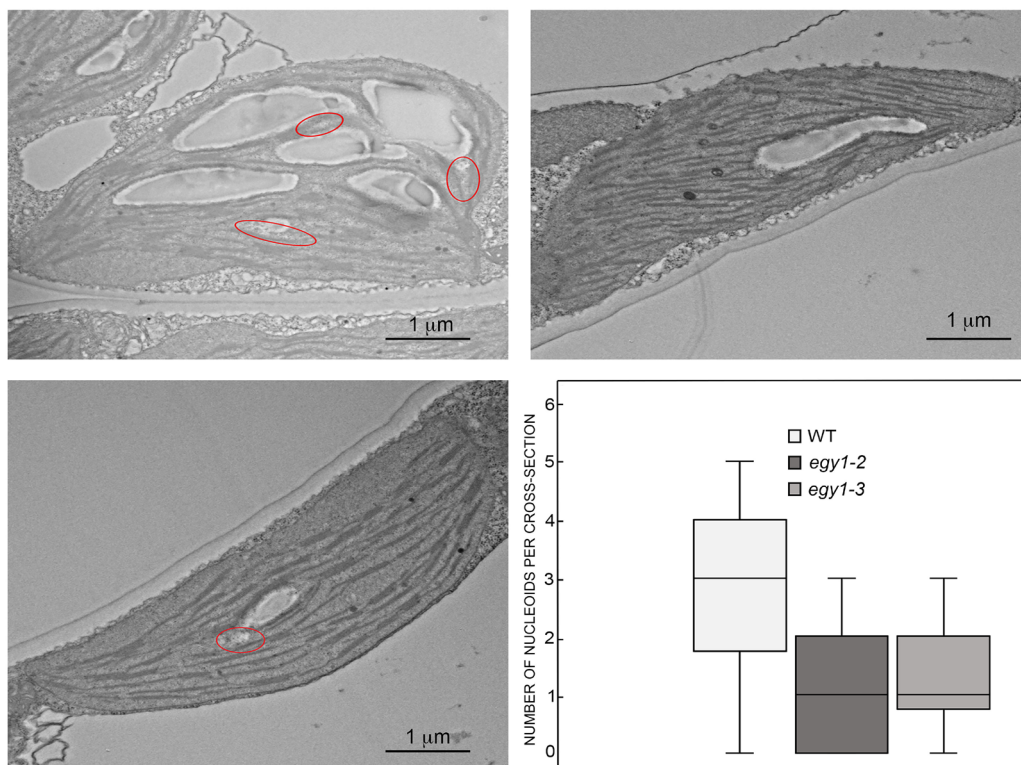 1 µm
1 µm
1 µm
NUMBER OF NUCLEOIDS PER CROSS-SECTION
6
5
4
3
2
1
0
WT
egy1-2
egy1-3